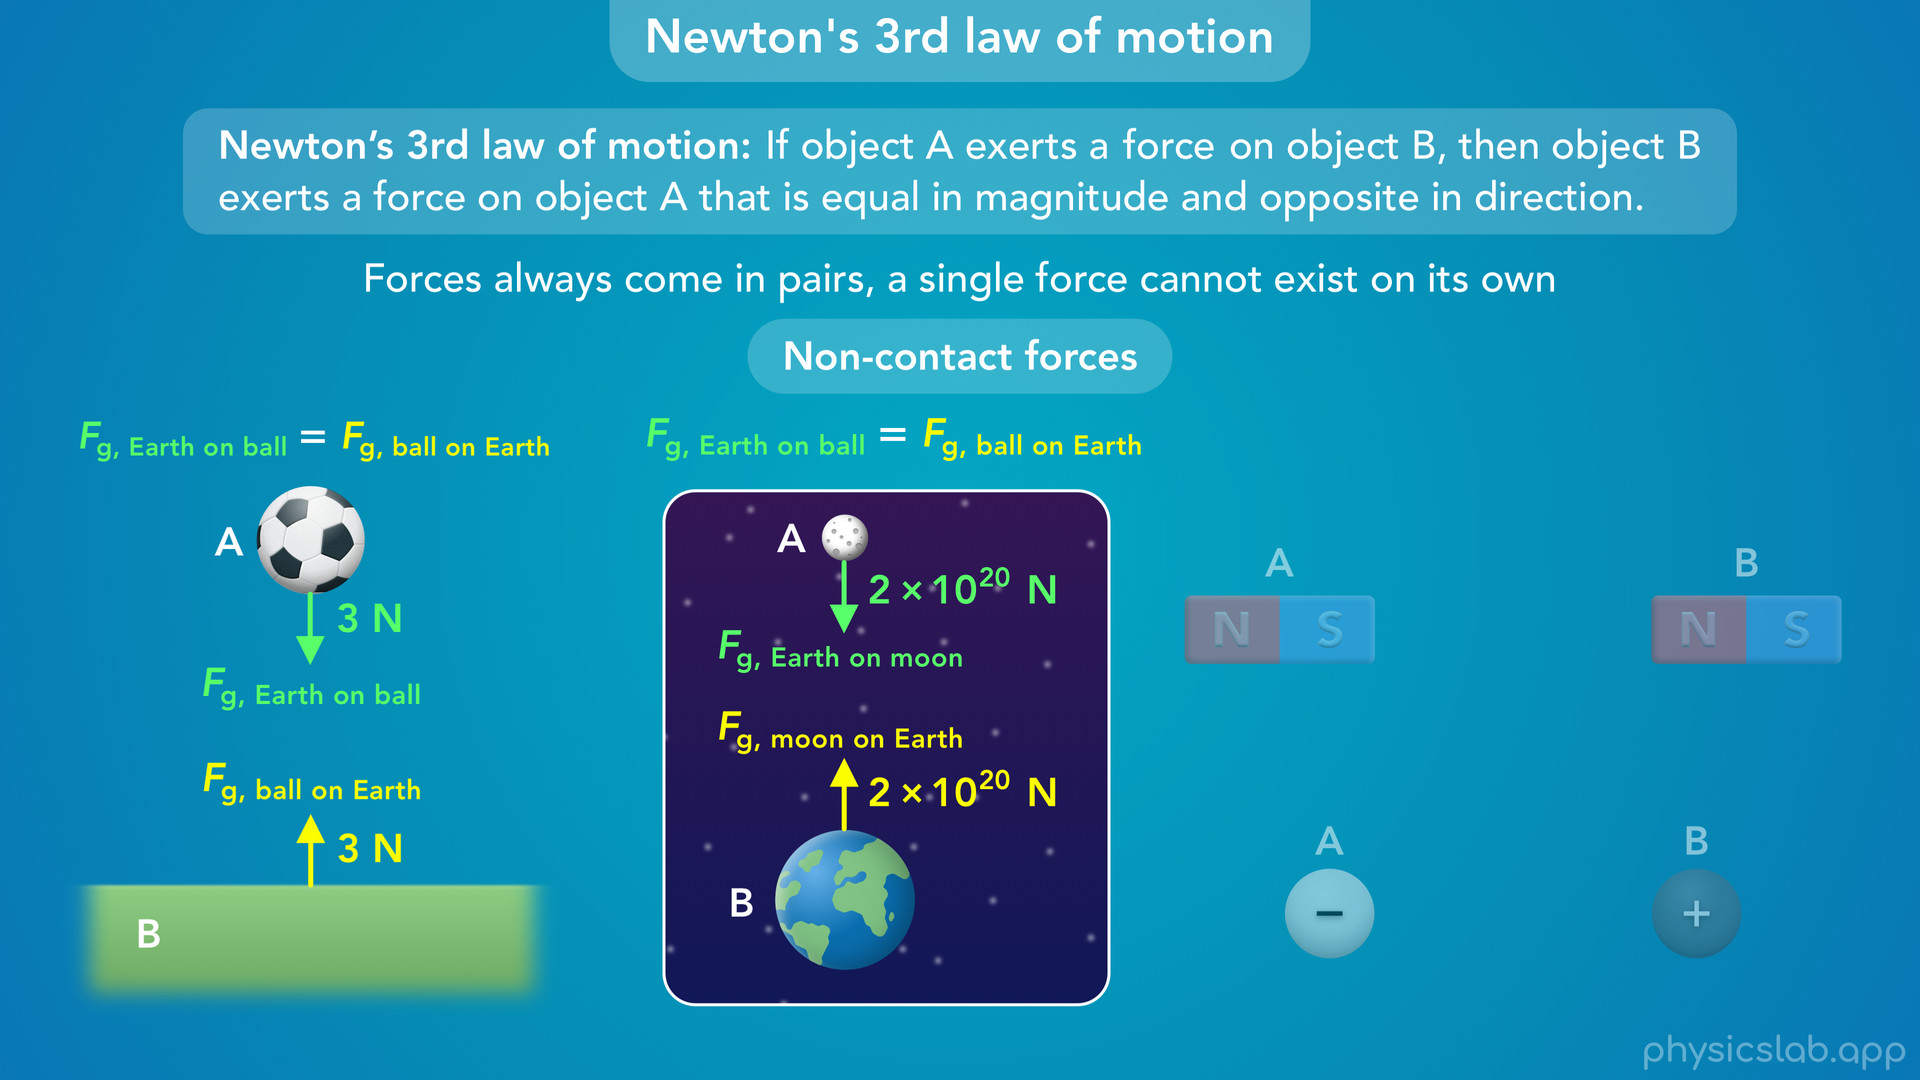 Newton's 3rd law of motion
Newton’s 3rd law of motion: If object A exerts a force on object B, then object B
exerts a force on object A that is equal in magnitude and opposite in direction.
Forces always come in pairs, a single force cannot exist on its own
Non-contact forces
Fg, Earth on ball = Fg, ball on Earth
A
3 N
Fg, Earth on ball
Fg, ball on Earth
3 N
B
Fg, Earth on ball = Fg, ball on Earth
A
2 × 10²⁰ N
Fg, Earth on moon
Fg, moon on Earth
2 × 10²⁰ N
B
A B
N S N S
A B
− +
physicslab.app